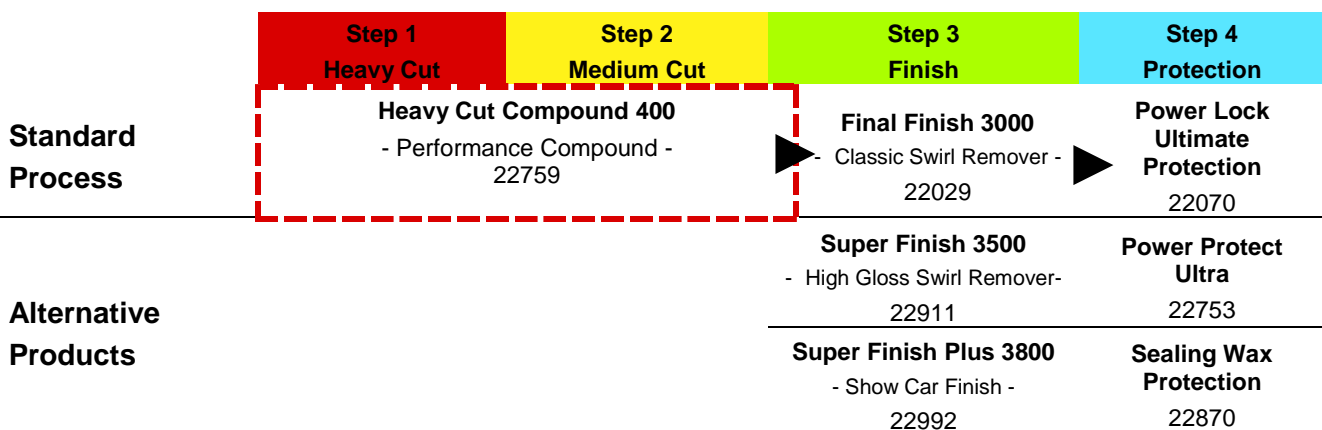 Step 1
Heavy Cut
Step 2
Medium Cut
Step 3
Finish
Step 4
Protection
Standard
Process
Heavy Cut Compound 400
- Performance Compound -
22759
Final Finish 3000
- Classic Swirl Remover -
22029
Power Lock
Ultimate
Protection
22070
Alternative
Products
Super Finish 3500
- High Gloss Swirl Remover-
22911
Power Protect
Ultra
22753
Super Finish Plus 3800
- Show Car Finish -
22992
Sealing Wax
Protection
22870